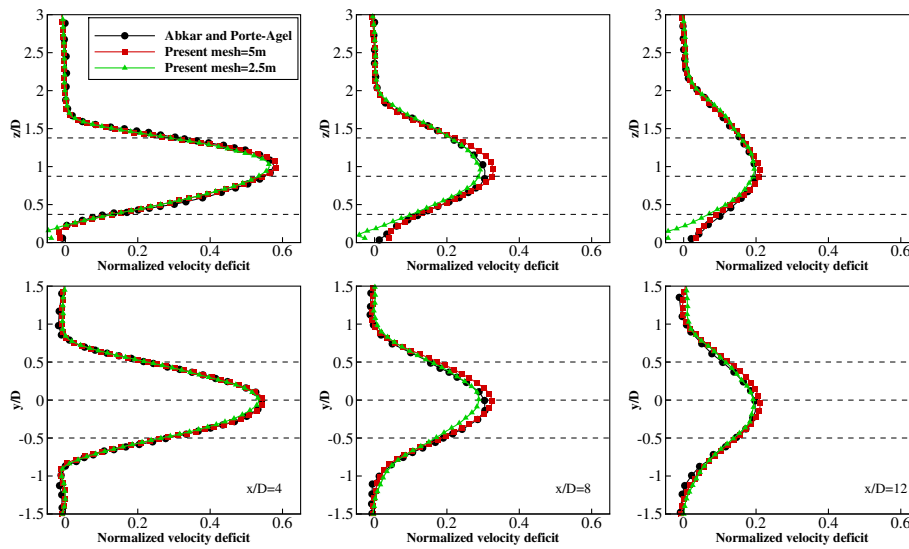 Abkar and Porte-Agel
Present mesh=5m
Present mesh=2.5m
z/D
3
2.5
2
1.5
1
0.5
0
0 0.2 0.4 0.6
Normalized velocity deficit
z/D
3
2.5
2
1.5
1
0.5
0
0 0.2 0.4 0.6
Normalized velocity deficit
z/D
3
2.5
2
1.5
1
0.5
0
0 0.2 0.4 0.6
Normalized velocity deficit
y/D
1.5
1
0.5
0
-0.5
-1
-1.5
x/D=4
0 0.2 0.4 0.6
Normalized velocity deficit
y/D
1.5
1
0.5
0
-0.5
-1
-1.5
x/D=8
0 0.2 0.4 0.6
Normalized velocity deficit
y/D
1.5
1
0.5
0
-0.5
-1
-1.5
x/D=12
0 0.2 0.4 0.6
Normalized velocity deficit